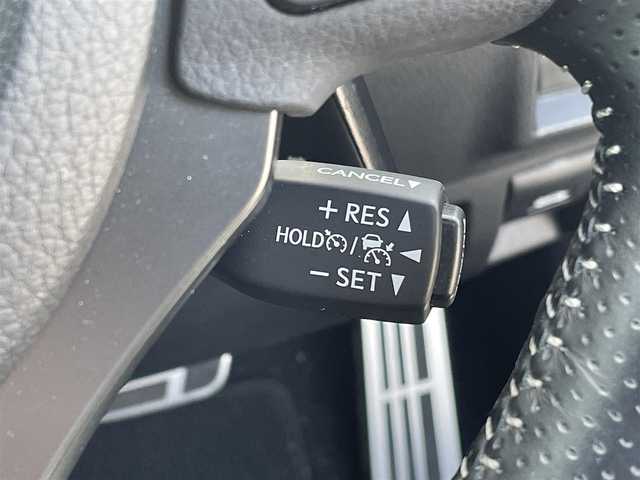 CANCEL▼
+ RES ▲
HOLD / ◀
− SET ▼